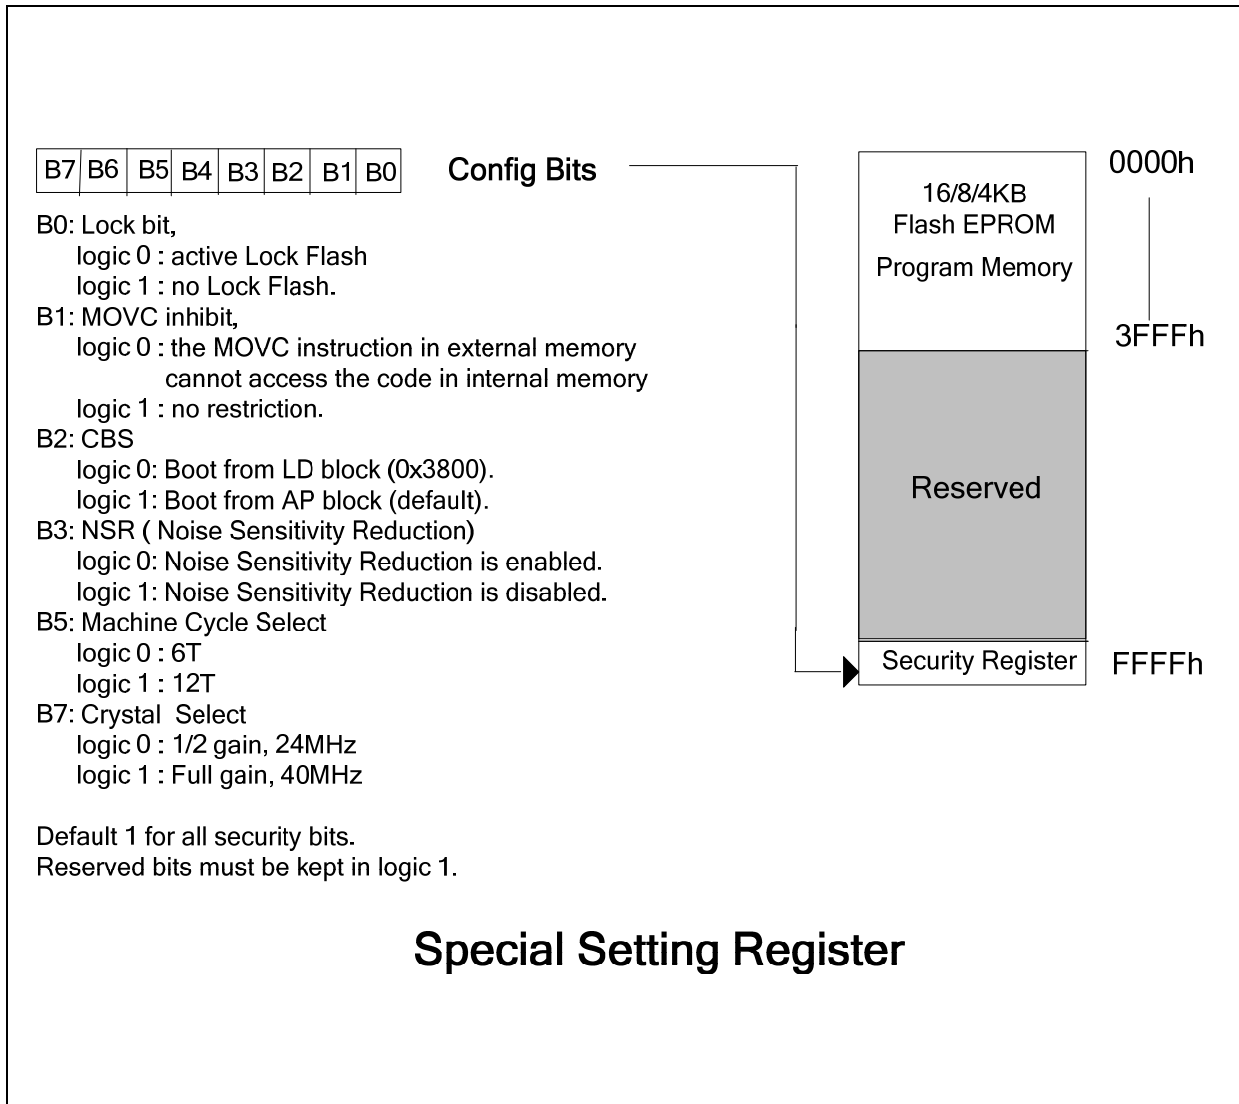 B7 B6 B5 B4 B3 B2 B1 B0
Config Bits
B0: Lock bit,
logic 0 : active Lock Flash
logic 1 : no Lock Flash.
B1: MOVC inhibit,
logic 0 : the MOVC instruction in external memory
cannot access the code in internal memory
logic 1 : no restriction.
B2: CBS
logic 0: Boot from LD block (0x3800).
logic 1: Boot from AP block (default).
B3: NSR ( Noise Sensitivity Reduction)
logic 0: Noise Sensitivity Reduction is enabled.
logic 1: Noise Sensitivity Reduction is disabled.
B5: Machine Cycle Select
logic 0 : 6T
logic 1 : 12T
B7: Crystal Select
logic 0 : 1/2 gain, 24MHz
logic 1 : Full gain, 40MHz
Default 1 for all security bits.
Reserved bits must be kept in logic 1.
16/8/4KB
Flash EPROM
Program Memory
0000h
3FFFh
Reserved
Security Register
FFFFh
Special Setting Register